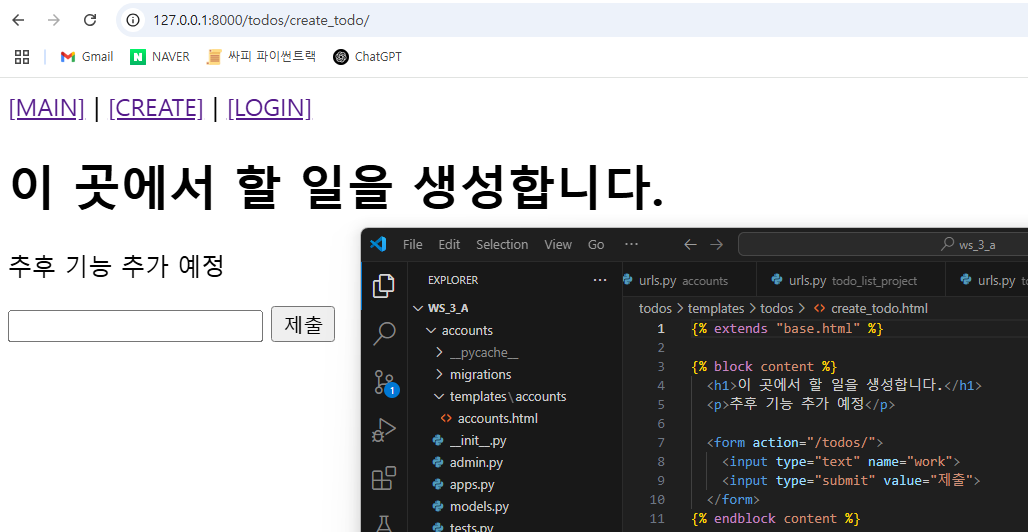 127.0.0.1:8000/todos/create_todo/
Gmail NAVER 싸피 파이썬트랙 ChatGPT
[MAIN] | [CREATE] | [LOGIN]
이 곳에서 할 일을 생성합니다.
추후 기능 추가 예정
제출
File Edit Selection View Go ··· ws_3_a
EXPLORER ···
WS_3_A
accounts
__pycache__
migrations
templates\accounts
accounts.html
__init__.py
admin.py
apps.py
models.py
tests.py
1
urls.py accounts urls.py todo_list_project urls.py
todos > templates > todos > create_todo.html
1 {% extends "base.html" %}
2
3 {% block content %}
4 <h1>이 곳에서 할 일을 생성합니다.</h1>
5 <p>추후 기능 추가 예정</p>
6
7 <form action="/todos/">
8 <input type="text" name="work">
9 <input type="submit" value="제출">
10 </form>
11 {% endblock content %}